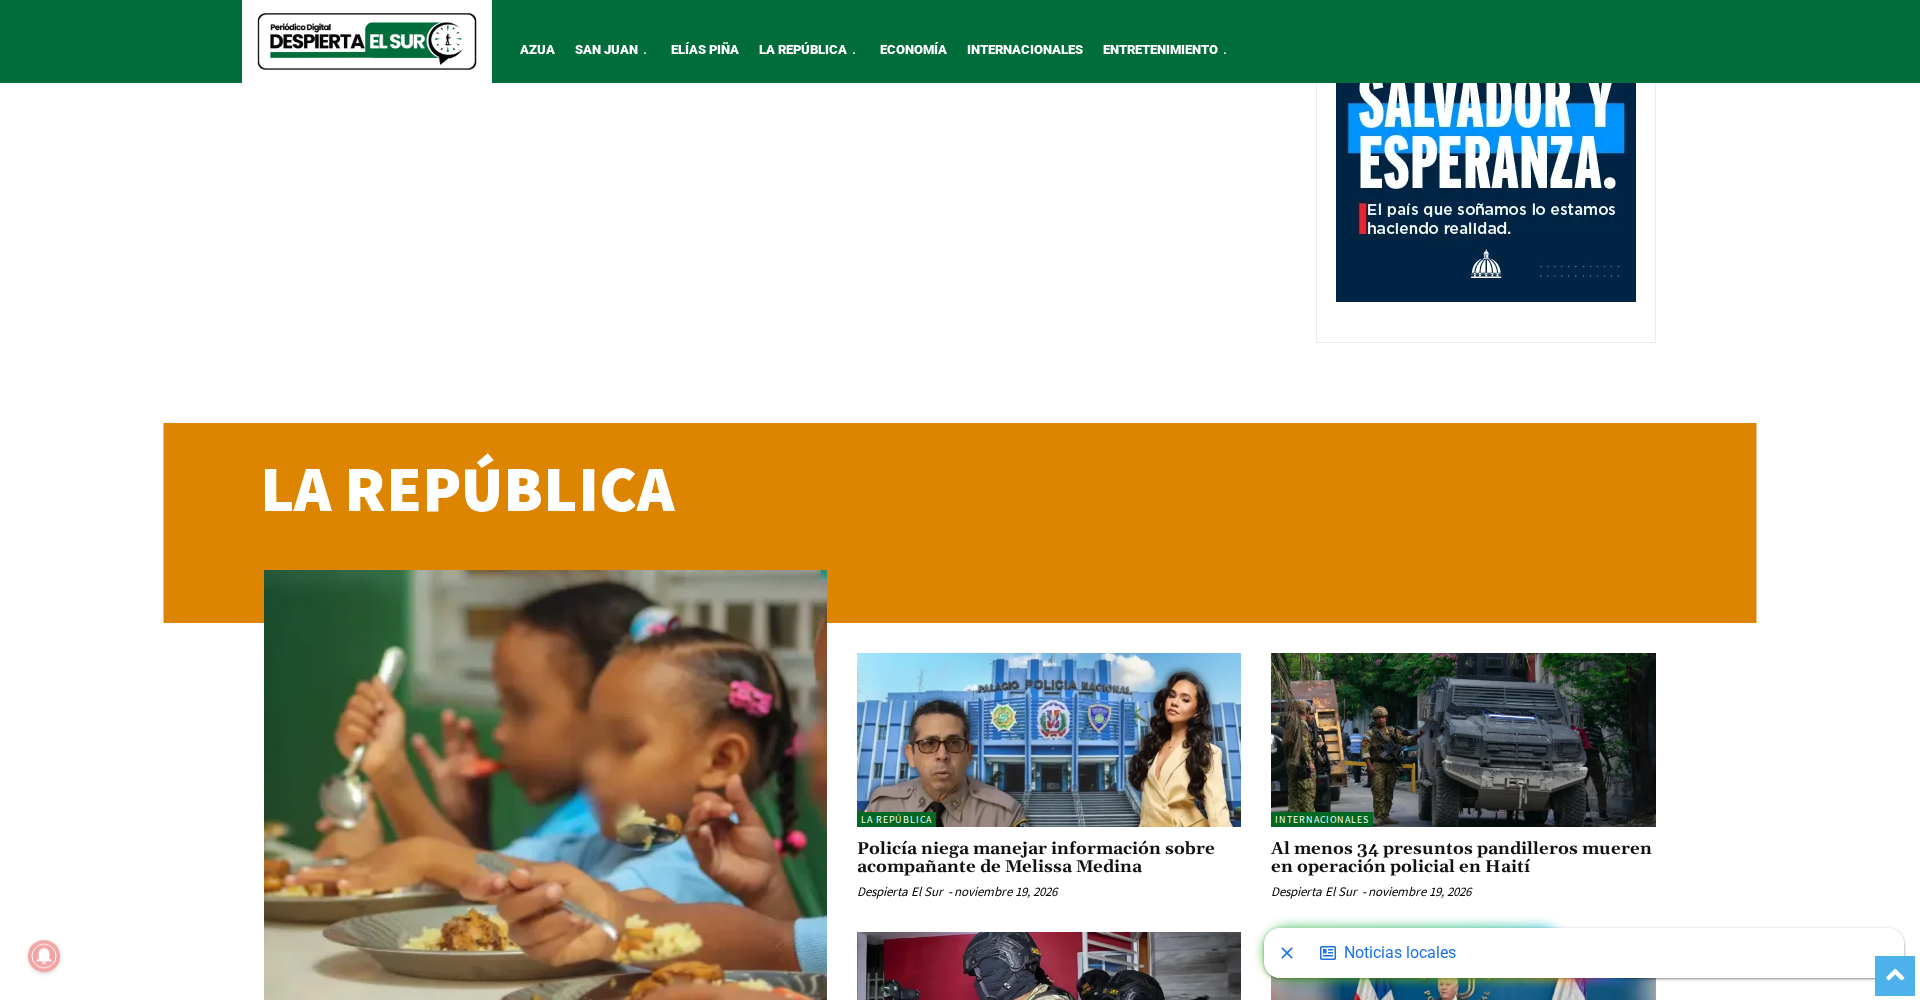 Periódico Digital
DESPIERTA EL SUR
AZUA
SAN JUAN
ELÍAS PIÑA
LA REPÚBLICA
ECONOMÍA
INTERNACIONALES
ENTRETENIMIENTO
SALVADOR Y
ESPERANZA.
El país que soñamos lo estamos
haciendo realidad.
LA REPÚBLICA
PALACIO POLICIA NACIONAL
LA REPÚBLICA
Policía niega manejar información sobre
acompañante de Melissa Medina
Despierta El Sur - noviembre 19, 2026
INTERNACIONALES
Al menos 34 presuntos pandilleros mueren
en operación policial en Haití
Despierta El Sur - noviembre 19, 2026
Noticias locales